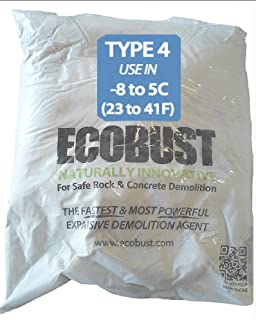 TYPE 4
USE IN
-8 to 5C
(23 to 41F)
ECOBUST
NATURALLY INNOVATIVE
For Safe Rock & Concrete Demolition
THE FASTEST & MOST POWERFUL
EXPANSIVE DEMOLITION AGENT
www.ecobust.com